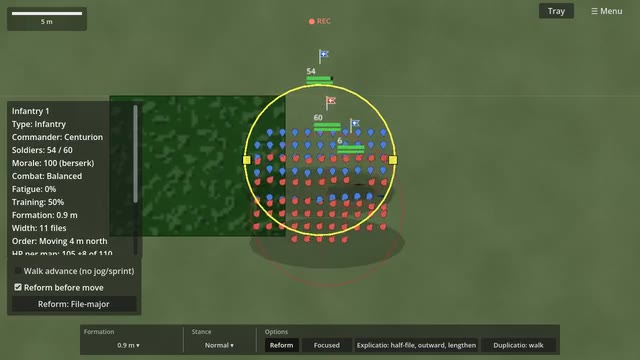 5 m
REC
Tray
☰ Menu
54
60
6
Infantry 1
Type: Infantry
Commander: Centurion
Soldiers: 54 / 60
Morale: 100 (berserk)
Combat: Balanced
Fatigue: 0%
Training: 50%
Formation: 0.9 m
Width: 11 files
Order: Moving 4 m north
HP per man: 105 +8 of 110
Walk advance (no jog/sprint)
Reform before move
Reform: File-major
Formation
0.9 m ▾
Stance
Normal ▾
Options
Reform
Focused
Explicatio: half-file, outward, lengthen
Duplicatio: walk